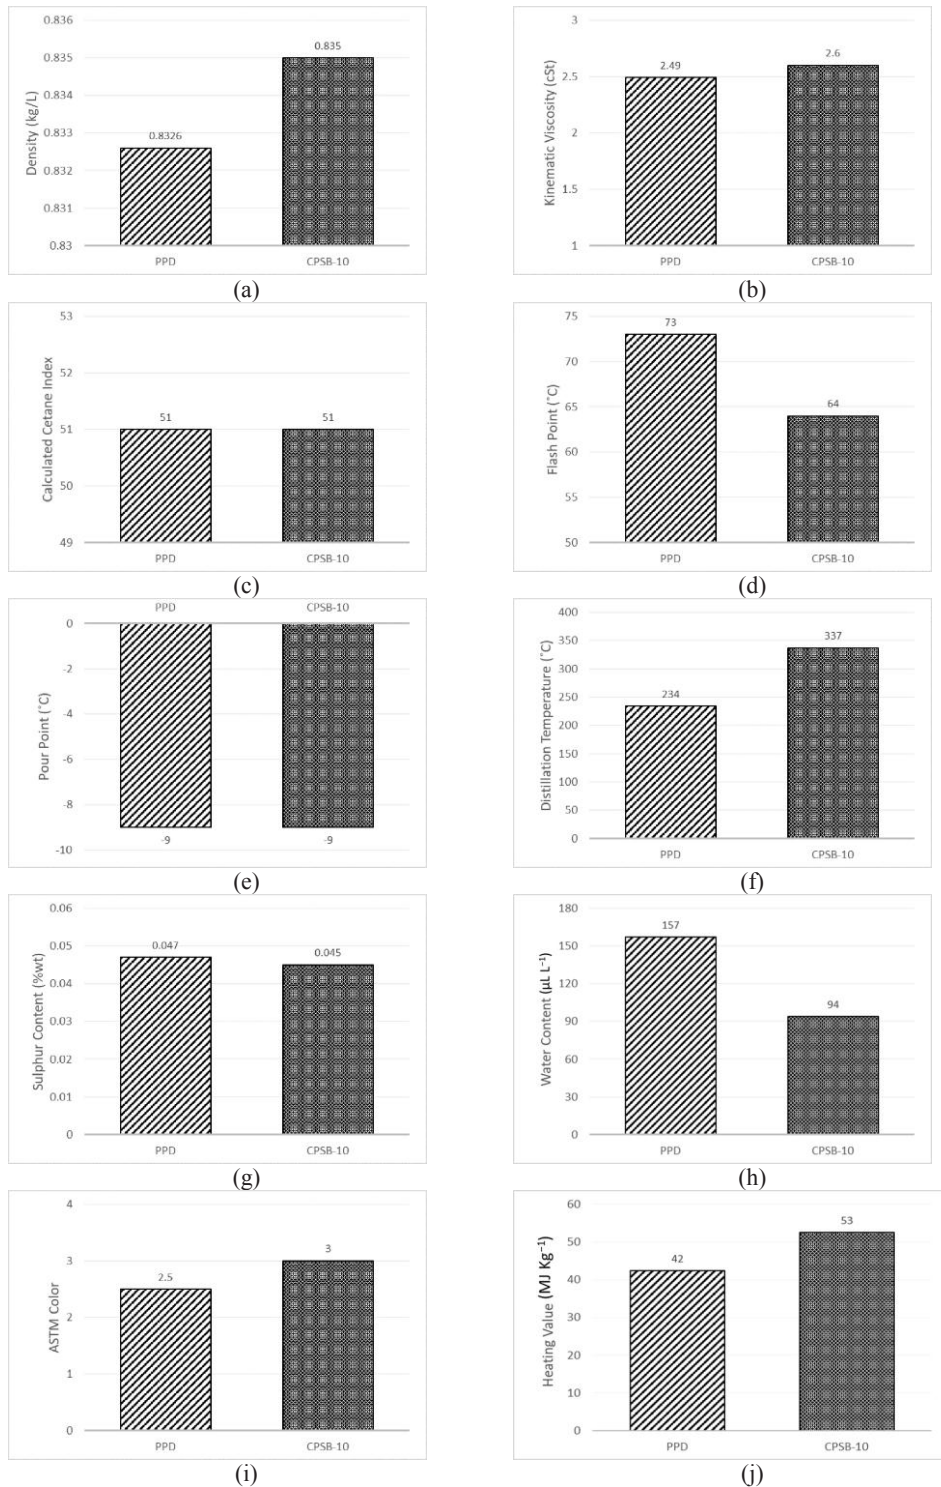 0.836
0.835
0.834
0.833
0.832
0.831
0.83
Density (kg/L)
0.8326
0.835
PPD
CPSB-10
(a)
3
2.5
2
1.5
1
Kinematic Viscosity (cSt)
2.49
2.6
PPD
CPSB-10
(b)
53
52
51
50
49
Calculated Cetane Index
51
51
PPD
CPSB-10
(c)
75
70
65
60
55
50
Flash Point (˚C)
73
64
PPD
CPSB-10
(d)
PPD
CPSB-10
0
-2
-4
-6
-8
-10
Pour Point (˚C)
-9
-9
(e)
400
350
300
250
200
150
100
50
0
Distillation Temperature (˚C)
234
337
PPD
CPSB-10
(f)
0.06
0.05
0.04
0.03
0.02
0.01
0
Sulphur Content (%wt)
0.047
0.045
PPD
CPSB-10
(g)
180
150
120
90
60
30
0
Water Content (µL L⁻¹)
157
94
PPD
CPSB-10
(h)
4
3
2
1
0
ASTM Color
2.5
3
PPD
CPSB-10
(i)
60
50
40
30
20
10
0
Heating Value (MJ Kg⁻¹)
42
53
PPD
CPSB-10
(j)